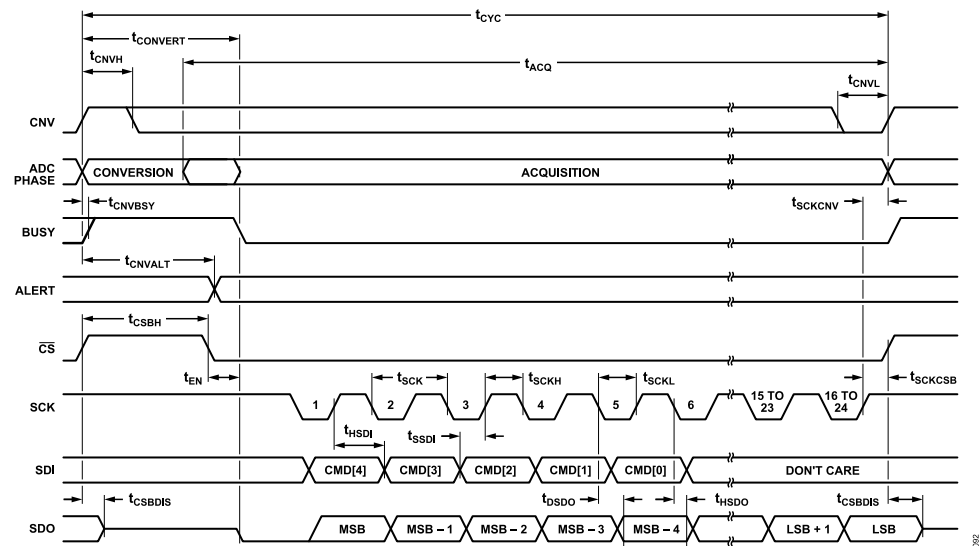 tCYC
tCONVERT
tCNVH
tACQ
tCNVL
CNV
ADC PHASE
CONVERSION
ACQUISITION
tCNVBSY
tSCKCNV
BUSY
tCNVALT
ALERT
tCSBH
CS
tEN
tSCK
tSCKH
tSCKL
tSCKCSB
SCK
1 2 3 4 5 6 15 TO 23 16 TO 24
tHSDI
tSSDI
SDI
CMD[4] CMD[3] CMD[2] CMD[1] CMD[0] DON'T CARE
tCSBDIS
tDSDO
tHSDO
tCSBDIS
SDO
MSB MSB – 1 MSB – 2 MSB – 3 MSB – 4 LSB + 1 LSB